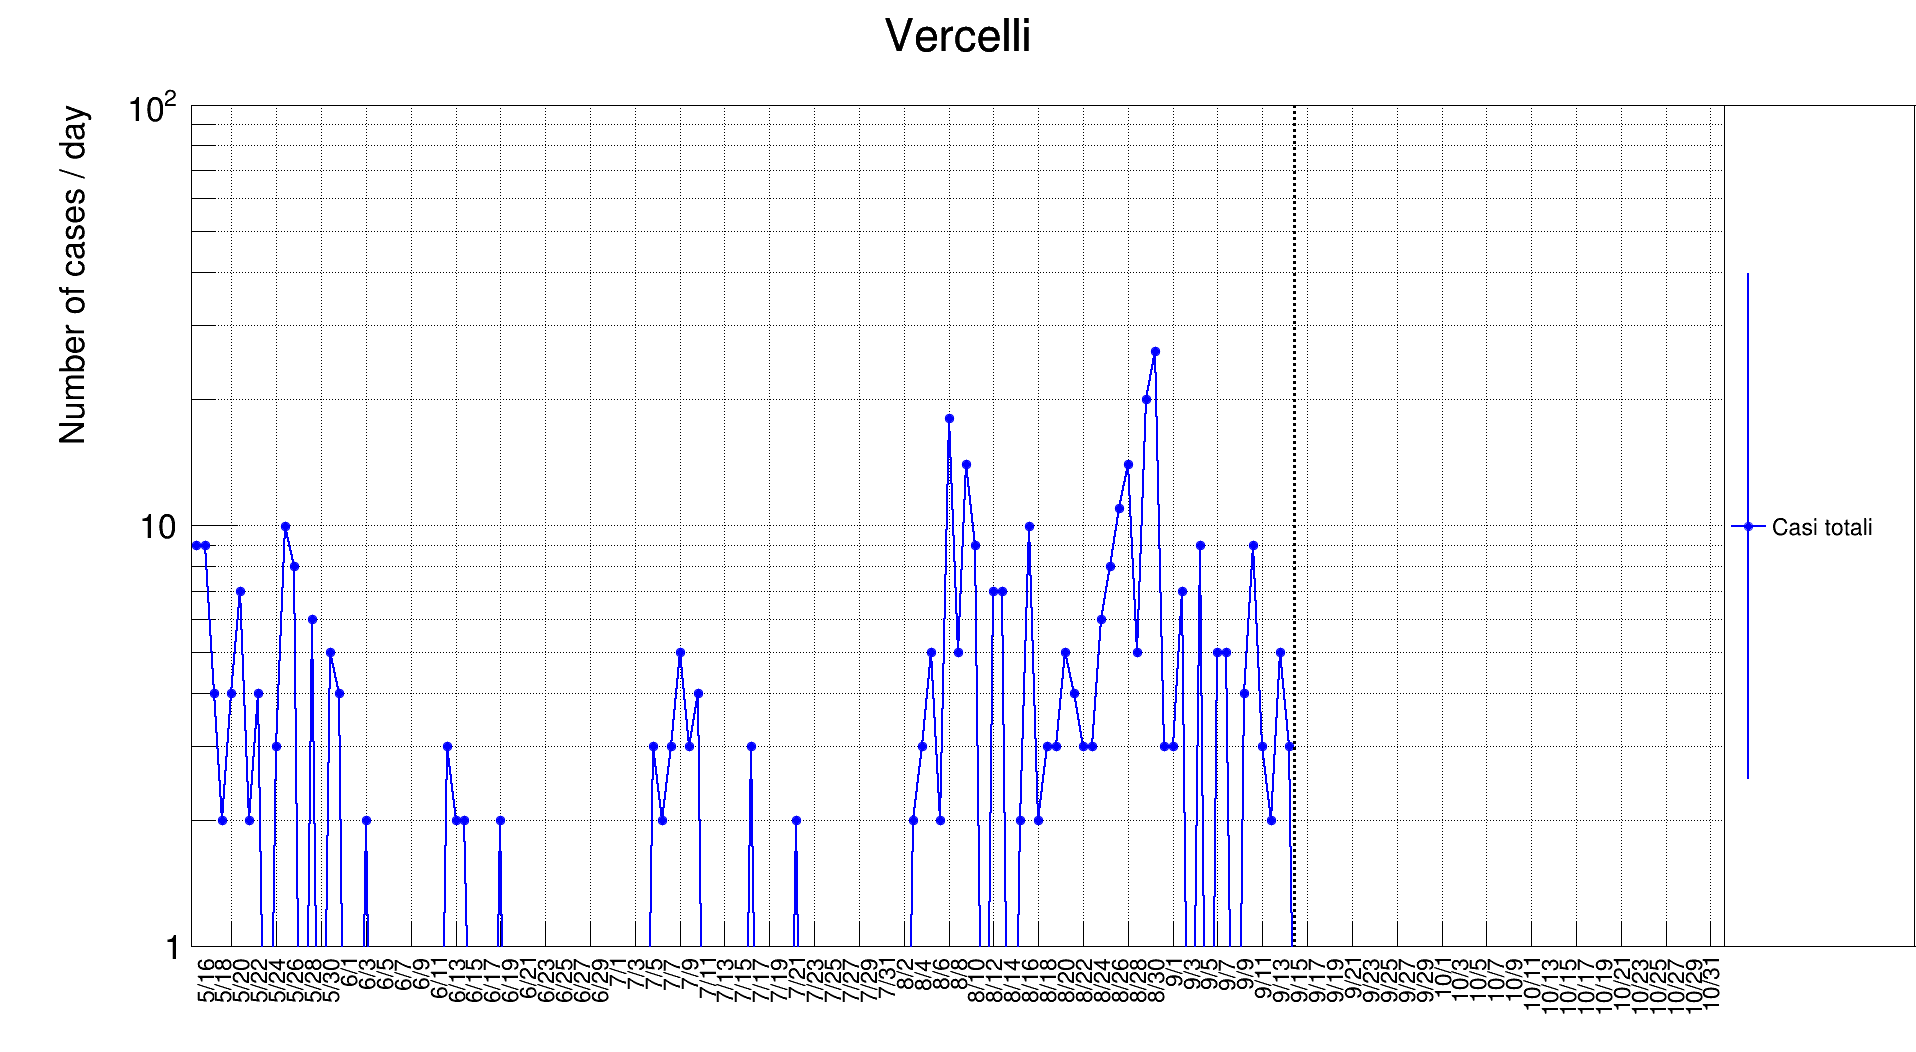 Vercelli
Number of cases / day
10²
10
1
Casi totali
5/16 5/18 5/20 5/22 5/24 5/26 5/28 5/30 6/1 6/3 6/5 6/7 6/9 6/11 6/13 6/15 6/17 6/19 6/21 6/23 6/25 6/27 6/29 7/1 7/3 7/5 7/7 7/9 7/11 7/13 7/15 7/17 7/19 7/21 7/23 7/25 7/27 7/29 7/31 8/2 8/4 8/6 8/8 8/10 8/12 8/14 8/16 8/18 8/20 8/22 8/24 8/26 8/28 8/30 9/1 9/3 9/5 9/7 9/9 9/11 9/13 9/15 9/17 9/19 9/21 9/23 9/25 9/27 9/29 10/1 10/3 10/5 10/7 10/9 10/11 10/13 10/15 10/17 10/19 10/21 10/23 10/25 10/27 10/29 10/31